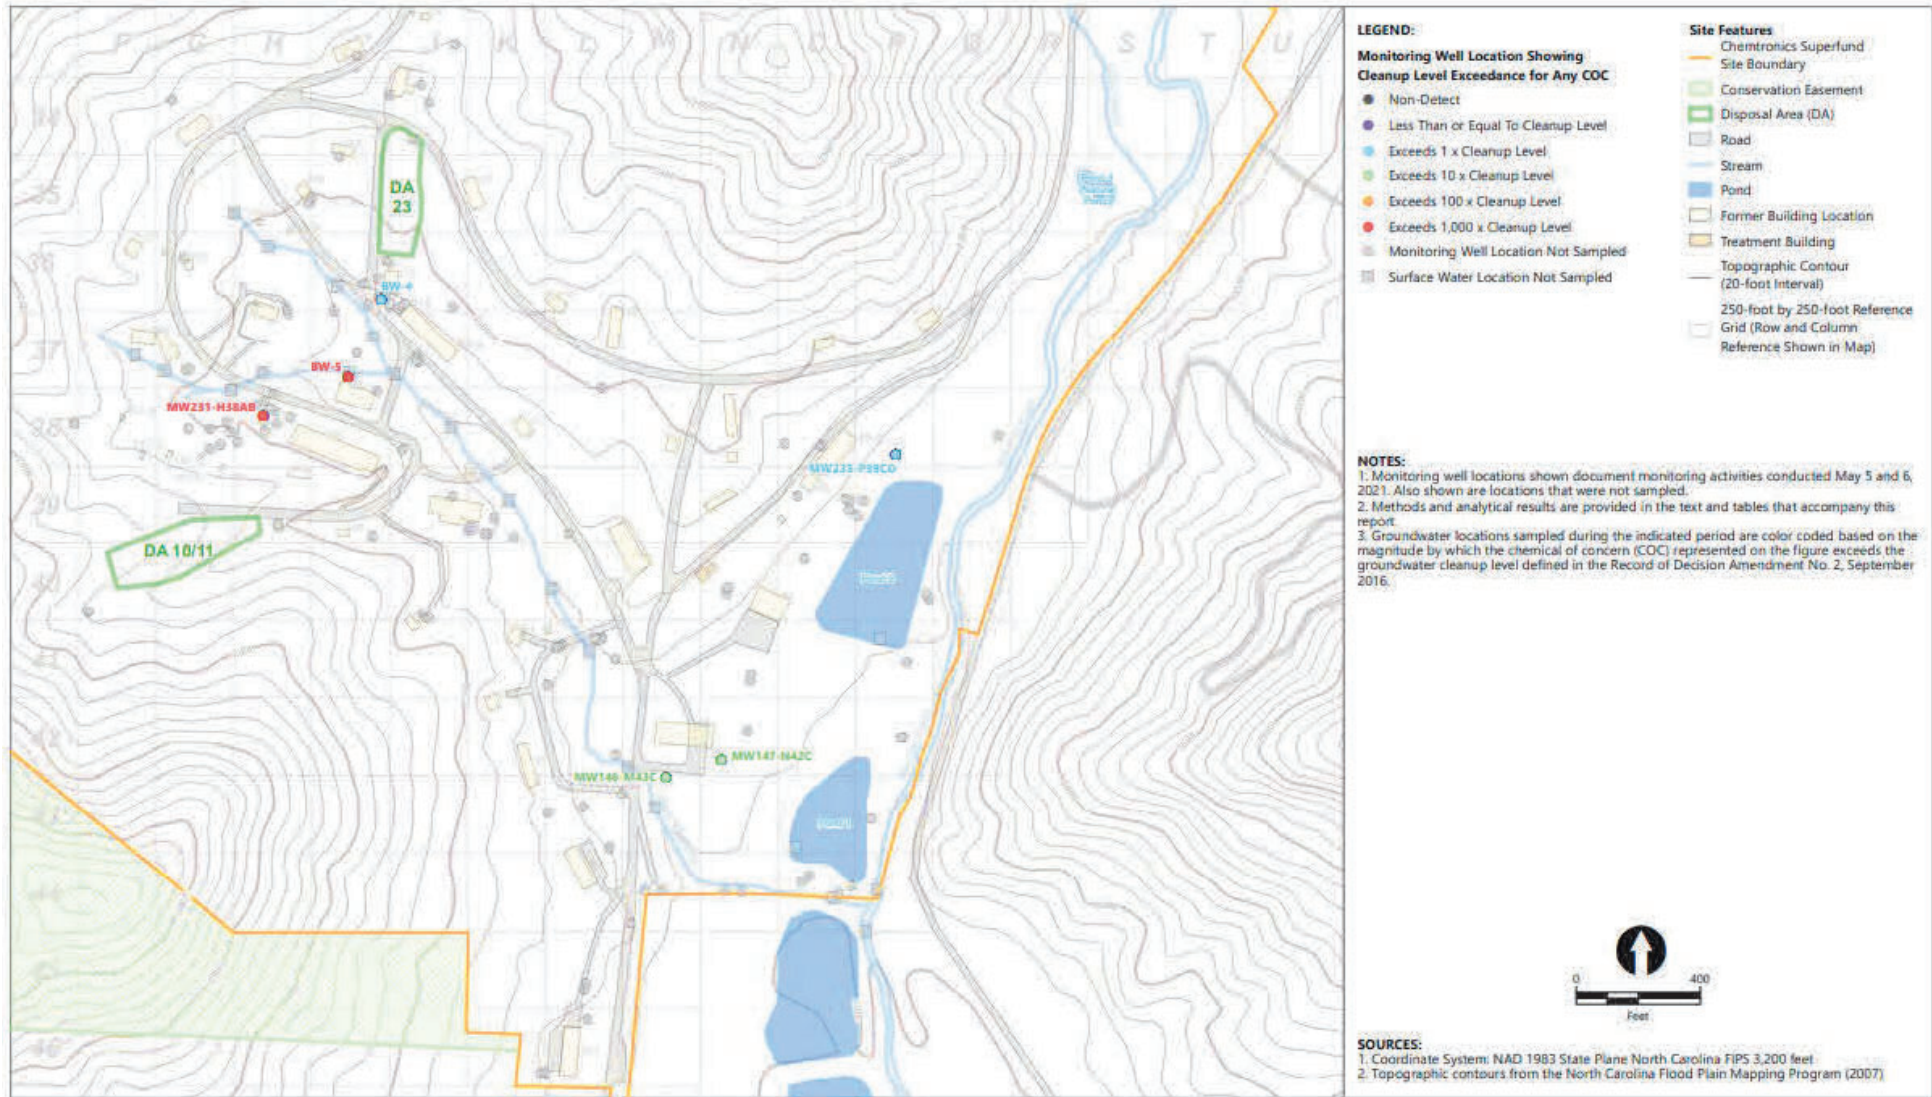 F G H I K L M N O P R S T U
35
DA
23
36
BW-4
37
BW-5
MW231-H38AB
38
MW233-P39CD
DA 10/11
MW147-N42C
MW146-M43C
46
LEGEND:
Monitoring Well Location Showing
Cleanup Level Exceedance for Any COC
Non-Detect
Less Than or Equal To Cleanup Level
Exceeds 1 x Cleanup Level
Exceeds 10 x Cleanup Level
Exceeds 100 x Cleanup Level
Exceeds 1,000 x Cleanup Level
Monitoring Well Location Not Sampled
Surface Water Location Not Sampled
Site Features
Chemtronics Superfund
Site Boundary
Conservation Easement
Disposal Area (DA)
Road
Stream
Pond
Former Building Location
Treatment Building
Topographic Contour
(20-foot Interval)
250-foot by 250-foot Reference
Grid (Row and Column
Reference Shown in Map)
NOTES:
1. Monitoring well locations shown document monitoring activities conducted May 5 and 6,
2021. Also shown are locations that were not sampled.
2. Methods and analytical results are provided in the text and tables that accompany this
report.
3. Groundwater locations sampled during the indicated period are color coded based on the
magnitude by which the chemical of concern (COC) represented on the figure exceeds the
groundwater cleanup level defined in the Record of Decision Amendment No. 2, September
2016.
0 400
Feet
SOURCES:
1. Coordinate System: NAD 1983 State Plane North Carolina FIPS 3,200 feet
2. Topographic contours from the North Carolina Flood Plain Mapping Program (2007)